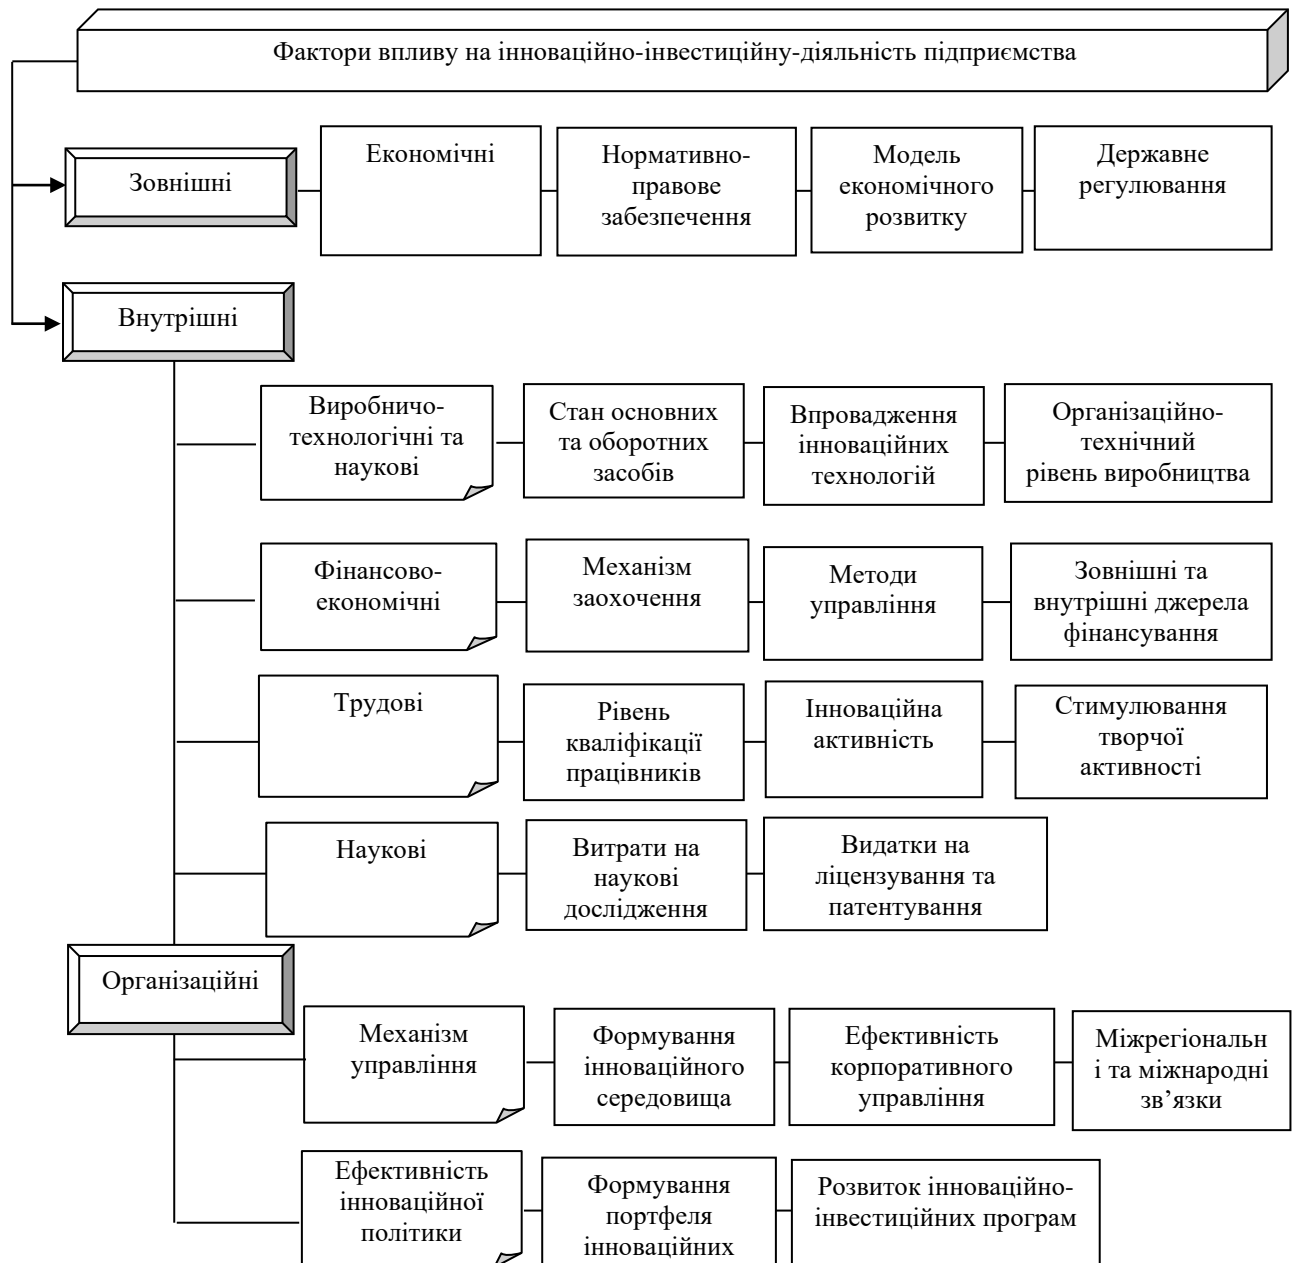 Фактори впливу на інноваційно-інвестиційну-діяльність підприємства
Зовнішні
Економічні
Нормативно-
правове
забезпечення
Модель
економічного
розвитку
Державне
регулювання
Внутрішні
Виробничо-
технологічні та
наукові
Стан основних
та оборотних
засобів
Впровадження
інноваційних
технологій
Організаційно-
технічний
рівень виробництва
Фінансово-
економічні
Механізм
заохочення
Методи
управління
Зовнішні та
внутрішні джерела
фінансування
Трудові
Рівень
кваліфікації
працівників
Інноваційна
активність
Стимулювання
творчої
активності
Наукові
Витрати на
наукові
дослідження
Видатки на
ліцензування та
патентування
Організаційні
Механізм
управління
Формування
інноваційного
середовища
Ефективність
корпоративного
управління
Міжрегіональн
і та міжнародні
зв’язки
Ефективність
інноваційної
політики
Формування
портфеля
інноваційних
Розвиток інноваційно-
інвестиційних програм